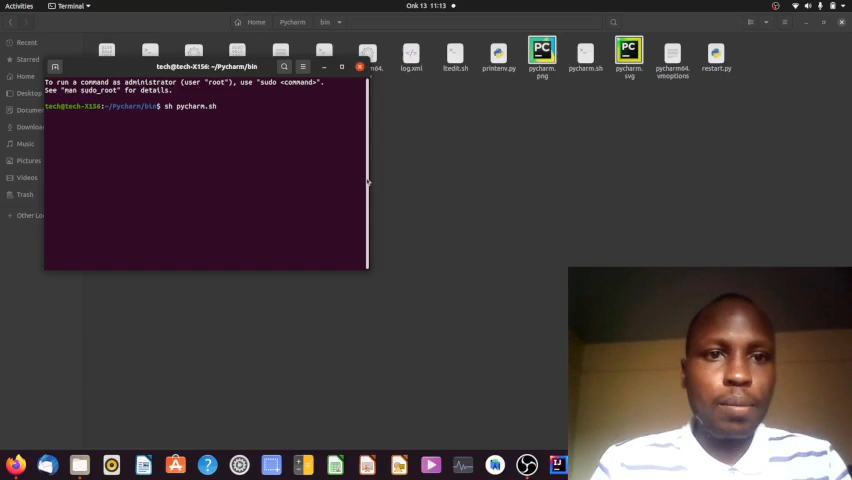 Activities
Terminal
Onk 13 11:13
Home
Pycharm
bin
Recent
Starred
Home
Desktop
Music
Pictures
Videos
Trash
log.xml
ltedit.sh
printenv.py
pycharm.
png
pycharm.sh
pycharm.
svg
pycharm64.
vmoptions
restart.py
tech@tech-X156: ~/Pycharm/bin
To run a command as administrator (user "root"), use "sudo <command>".
See "man sudo_root" for details.
tech@tech-X156:~/Pycharm/bin$ sh pycharm.sh
PC
PC